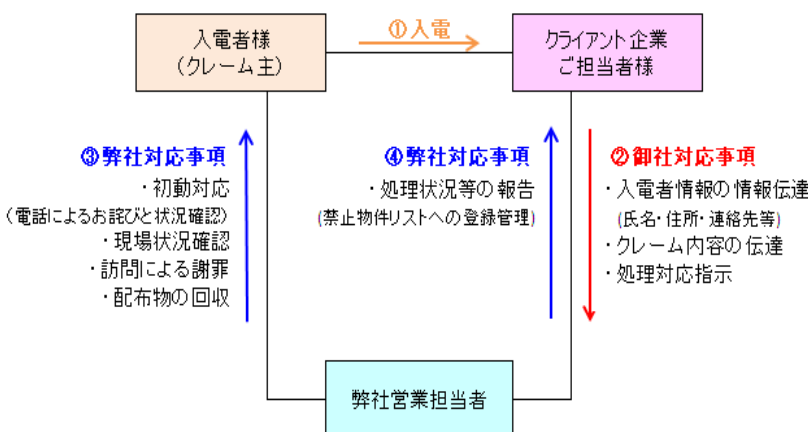 入電者様
（クレーム主）
①入電
クライアント企業
ご担当者様
③弊社対応事項
・初動対応
（電話によるお詫びと状況確認）
・現場状況確認
・訪問による謝罪
・配布物の回収
④弊社対応事項
・処理状況等の報告
(禁止物件リストへの登録管理)
②御社対応事項
・入電者情報の情報伝達
(氏名・住所・連絡先等)
・クレーム内容の伝達
・処理対応指示
弊社営業担当者